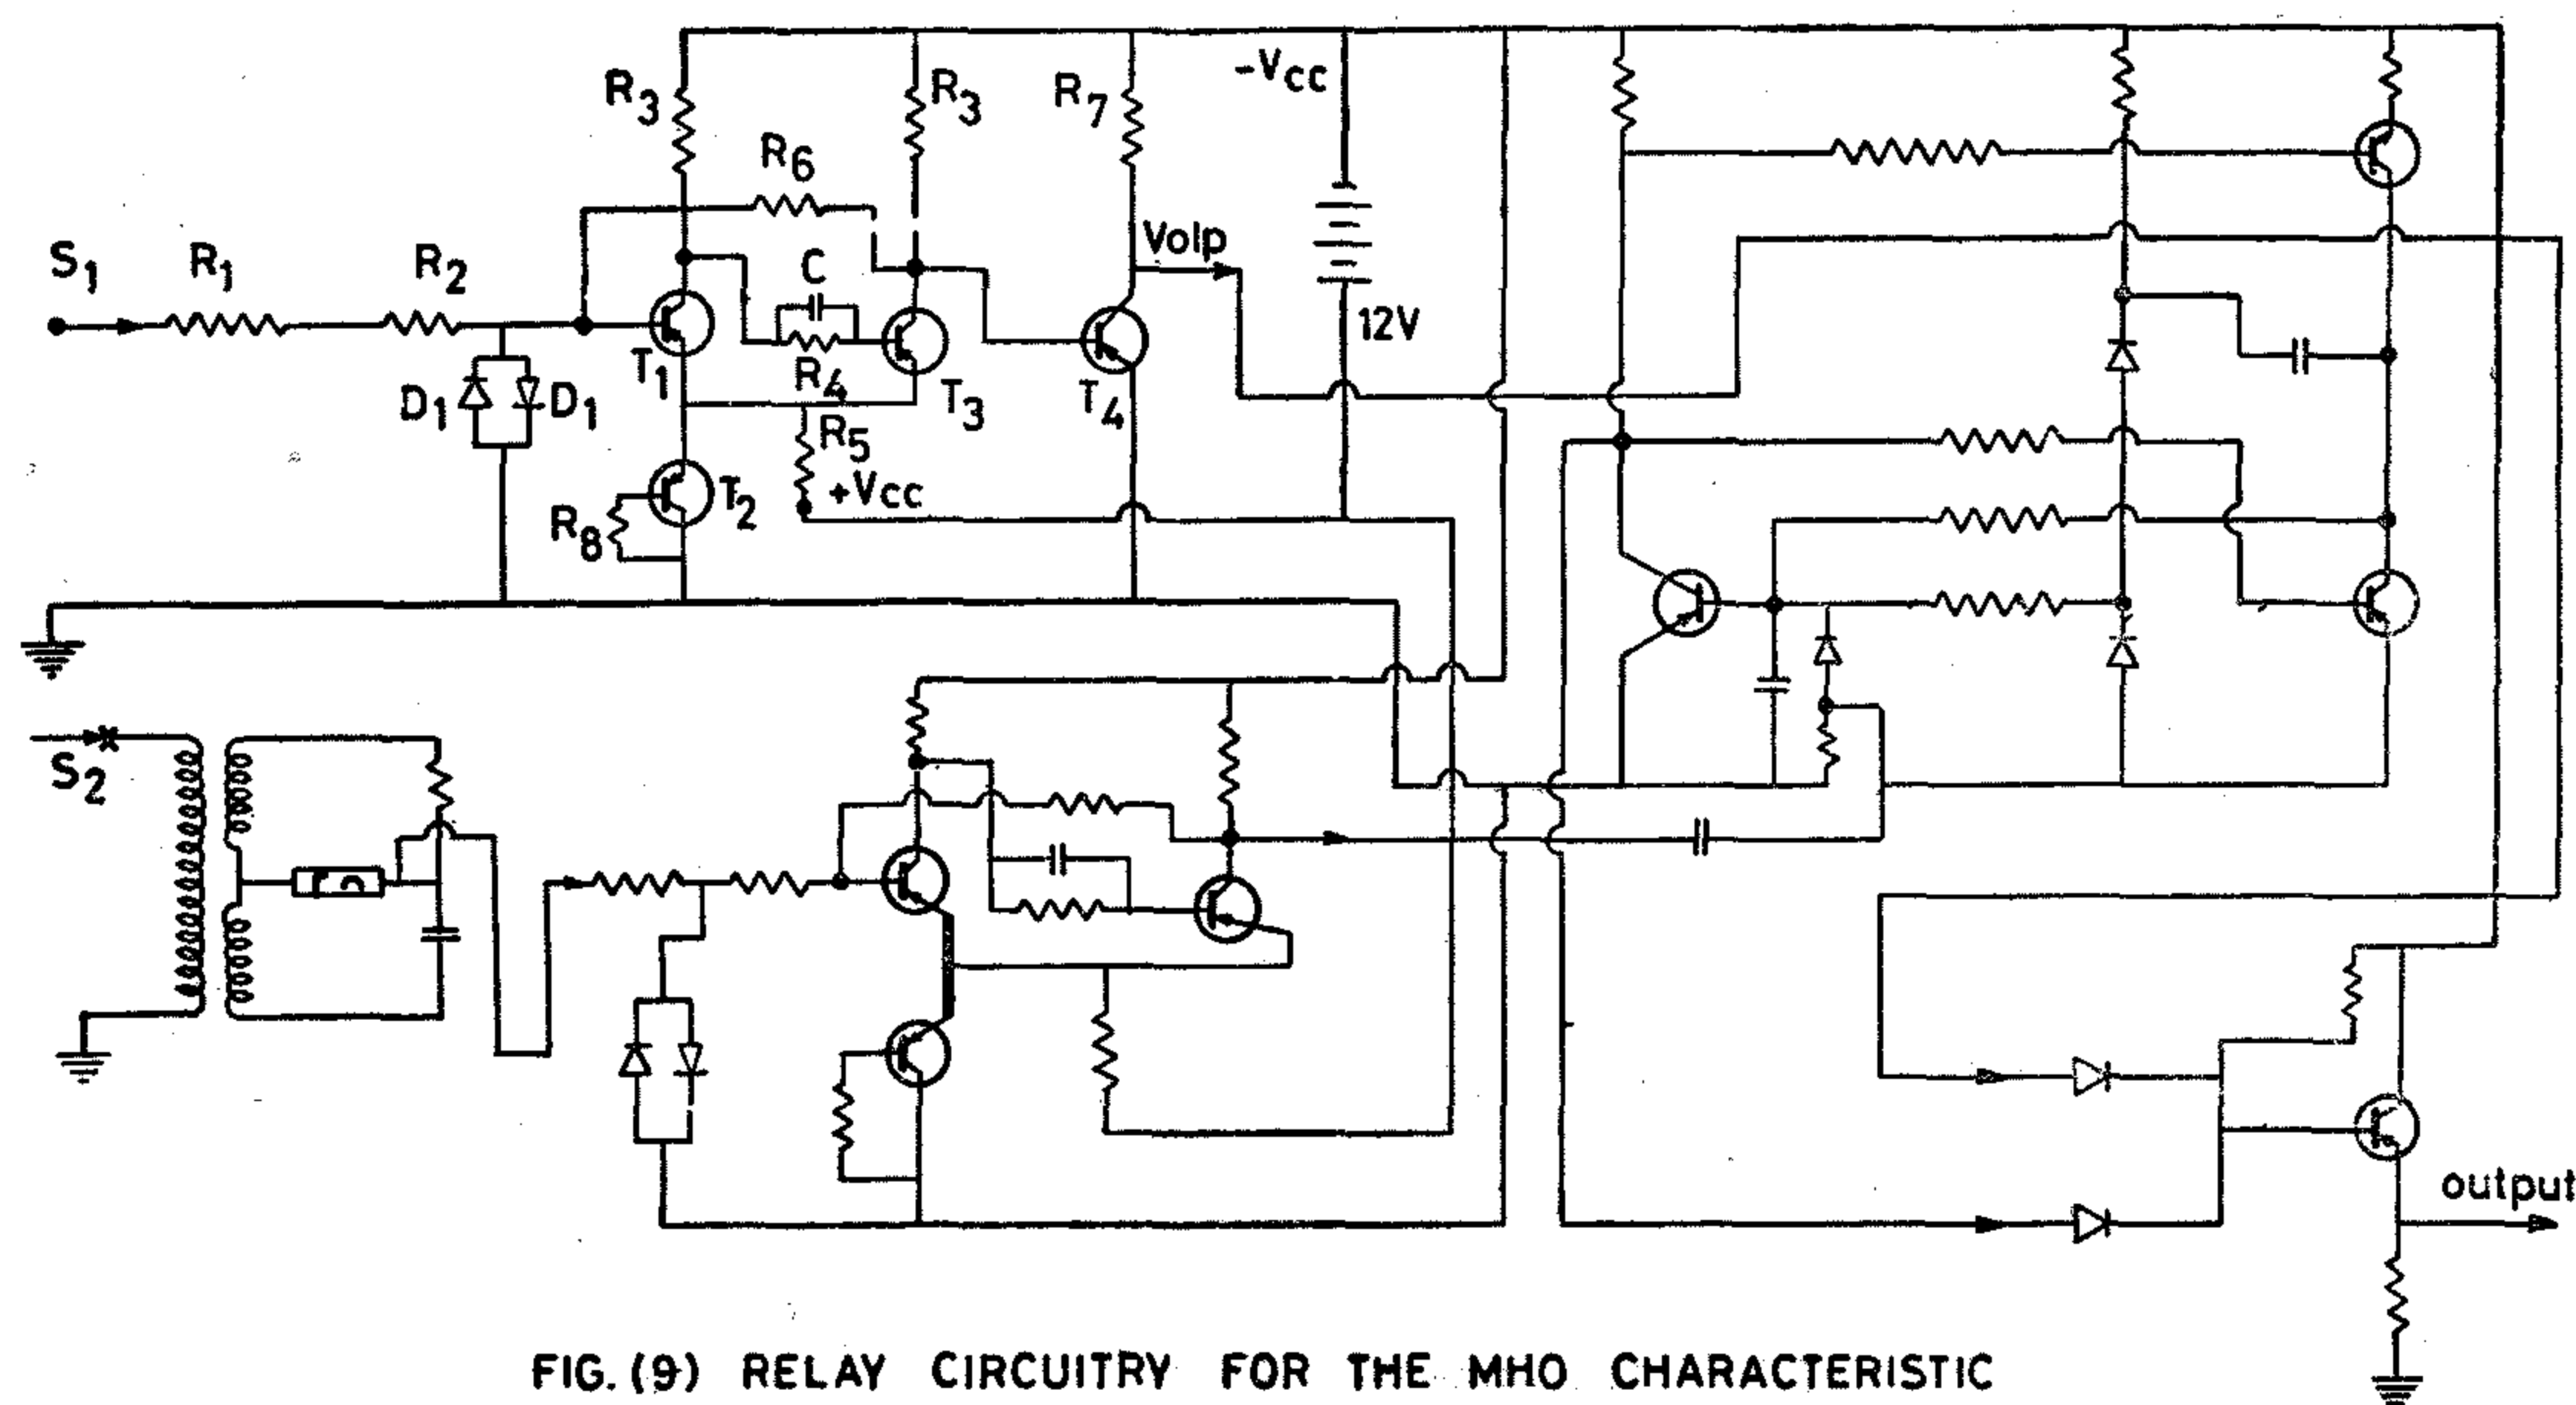 S1
R1
R2
R3
R6
R3
R7
-Vcc
Volp
C
12V
T1
R4
T3
T4
D1
D1
R5
+Vcc
T2
R8
S2
output
FIG. (9) RELAY CIRCUITRY FOR THE MHO CHARACTERISTIC